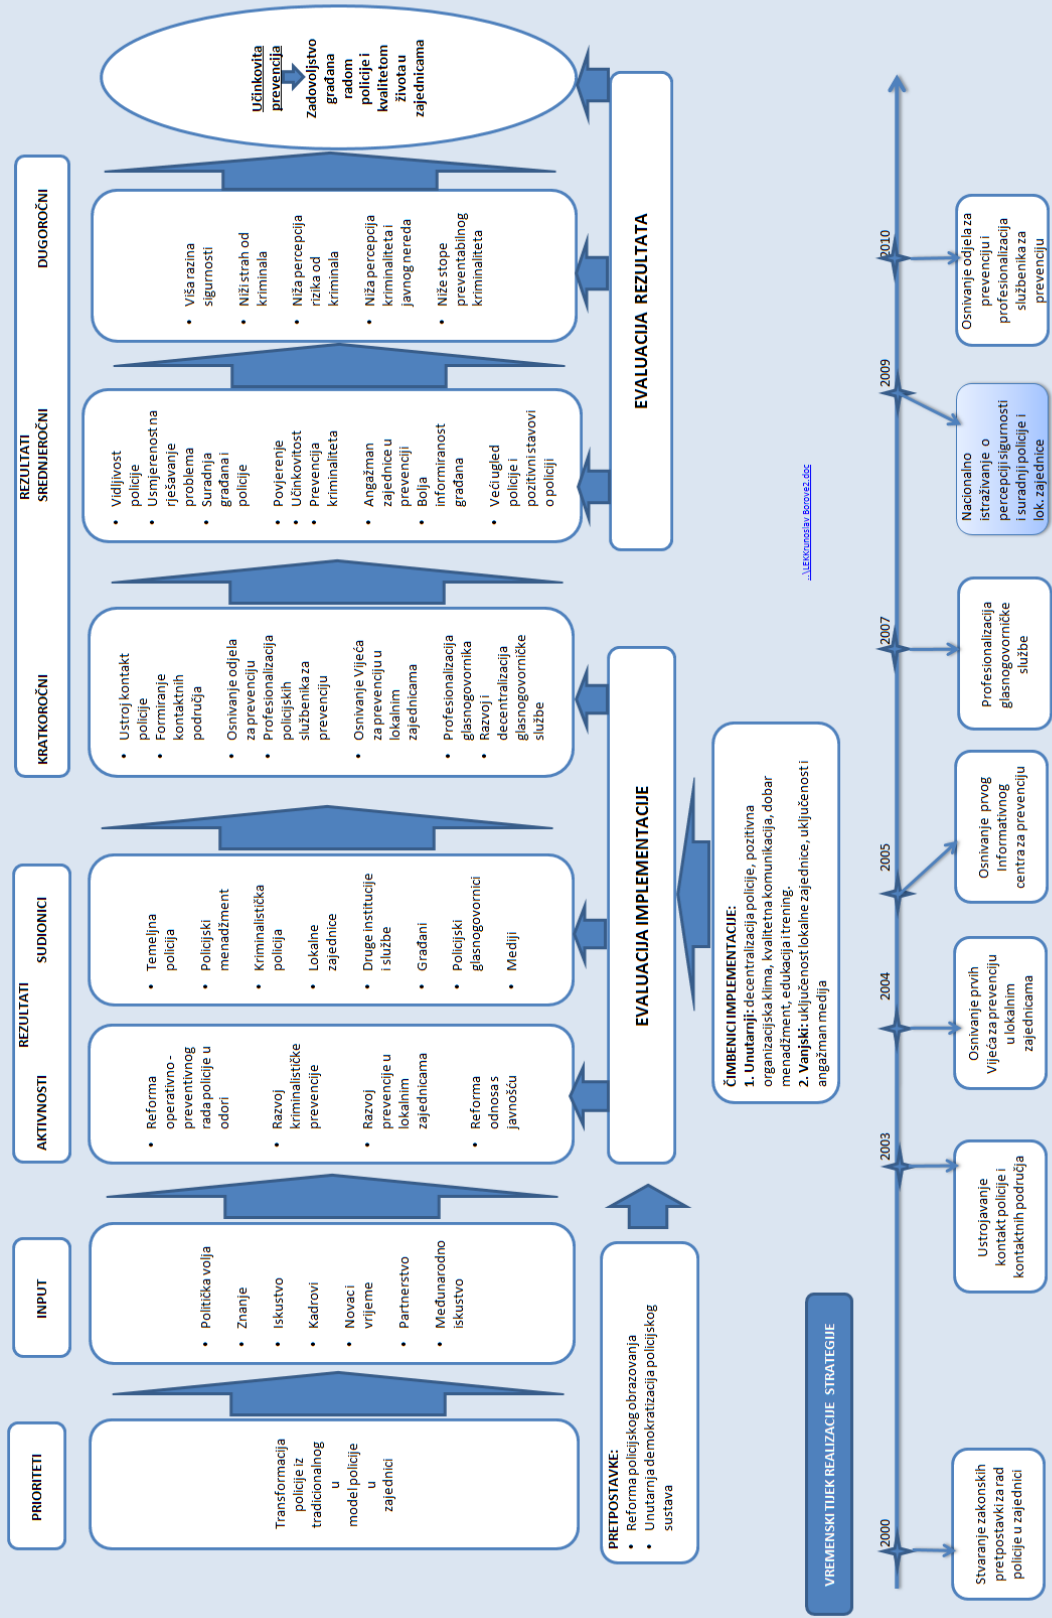 PRIORITETI
INPUT
REZULTATI
AKTIVNOSTI
SUDIONICI
REZULTATI
KRATKOROČNI
SREDNJEROČNI
DUGOROČNI
Transformacija
policije iz
tradicionalnog
u
model policije
u
zajednici
• Politička volja
• Znanje
• Iskustvo
• Kadrovi
• Novac i
vrijeme
• Partnerstvo
• Međunarodno
iskustvo
• Reforma
operativno -
preventivnog
rada policije u
odori
• Razvoj
kriminalističke
prevencije
• Razvoj
prevencije u
lokalnim
zajednicama
• Reforma
odnosa s
javnošću
• Temeljna
policija
• Policijski
menadžment
• Kriminalistička
policija
• Lokalne
zajednice
• Druge institucije
i službe
• Građani
• Policijski
glasnogovornici
• Mediji
• Ustroj kontakt
policije
• Formiranje
kontaktnih
područja
• Osnivanje odjela
za prevenciju
• Profesionalizacija
policijskih
službenika za
prevenciju
• Osnivanje Vijeća
za prevenciju u
lokalnim
zajednicama
• Profesionalizacija
glasnogovornika
• Razvoj i
decentralizacija
glasnogovorničke
službe
• Vidljivost
policije
• Usmjerenost na
rješavanje
problema
• Suradnja
građana i
policije
• Povjerenje
• Učinkovitost
• Prevencija
kriminaliteta
• Angažman
zajednice u
prevenciji
• Bolja
informiranost
građana
• Veći ugled
policije i
pozitivni stavovi
o policiji
• Viša razina
sigurnosti
• Niži strah od
kriminala
• Niža percepcija
rizika od
kriminala
• Niža percepcija
kriminaliteta i
javnog nereda
• Niže stope
preventabilnog
kriminaliteta
Učinkovita
prevencija
Zadovoljstvo
građana
radom
policije i
kvalitetom
života u
zajednicama
PRETPOSTAVKE:
• Reforma policijskog obrazovanja
• Unutarnja demokratizacija policijskog
sustava
EVALUACIJA IMPLEMENTACIJE
EVALUACIJA REZULTATA
ČIMBENICI IMPLEMENTACIJE:
1. Unutarnji: decentralizacija policije, pozitivna
organizacijska klima, kvalitetna komunikacija, dobar
menadžment, edukacija i trening.
2. Vanjski: uključenost lokalne zajednice, uključenost i
angažman medija
..\LEKKrunoslav Borove2.doc
VREMENSKI TIJEK REALIZACIJE STRATEGIJE
2000
2003
2004
2005
2007
2009
2010
Stvaranje zakonskih
pretpostavki za rad
policije u zajednici
Ustrojavanje
kontakt policije i
kontaktnih područja
Osnivanje prvih
Vijeća za prevenciju
u lokalnim
zajednicama
Osnivanje prvog
Informativnog
centra za prevenciju
Profesionalizacija
glasnogovorničke
službe
Nacionalno
istraživanje o
percepciji sigurnosti
i suradnji policije i
lok. zajednice
Osnivanje odjela za
prevenciju i
profesionalizacija
službenika za
prevenciju